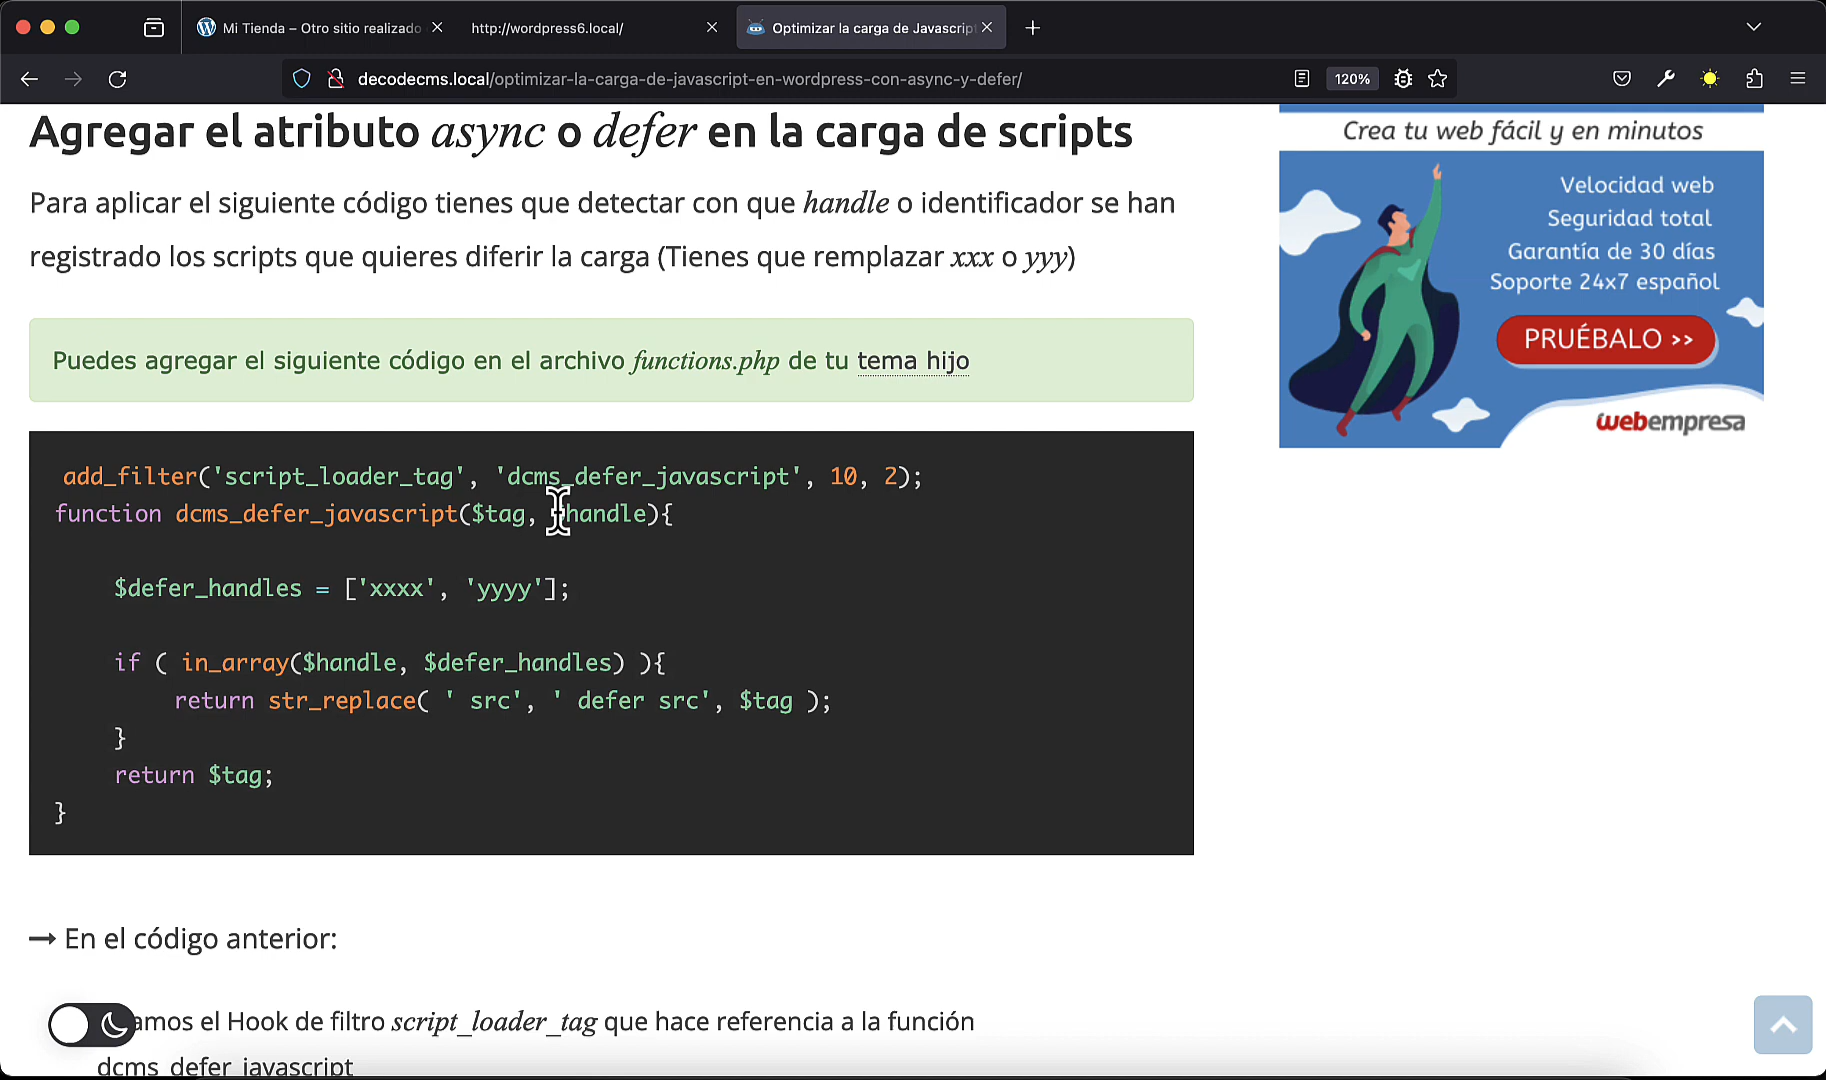 Mi Tienda – Otro sitio realizado
http://wordpress6.local/
Optimizar la carga de Javascrip
decodecms.local/optimizar-la-carga-de-javascript-en-wordpress-con-async-y-defer/
120%
Agregar el atributo async o defer en la carga de scripts
Para aplicar el siguiente código tienes que detectar con que handle o identificador se han
registrado los scripts que quieres diferir la carga (Tienes que remplazar xxx o yyy)
Puedes agregar el siguiente código en el archivo functions.php de tu tema hijo
add_filter('script_loader_tag', 'dcms_defer_javascript', 10, 2);
function dcms_defer_javascript($tag, handle){
$defer_handles = ['xxxx', 'yyyy'];
if ( in_array($handle, $defer_handles) ){
return str_replace( ' src', ' defer src', $tag );
}
return $tag;
}
→ En el código anterior:
amos el Hook de filtro script_loader_tag que hace referencia a la función
dcms_defer_javascript
Crea tu web fácil y en minutos
Velocidad web
Seguridad total
Garantía de 30 días
Soporte 24x7 español
PRUÉBALO >>
webempresa